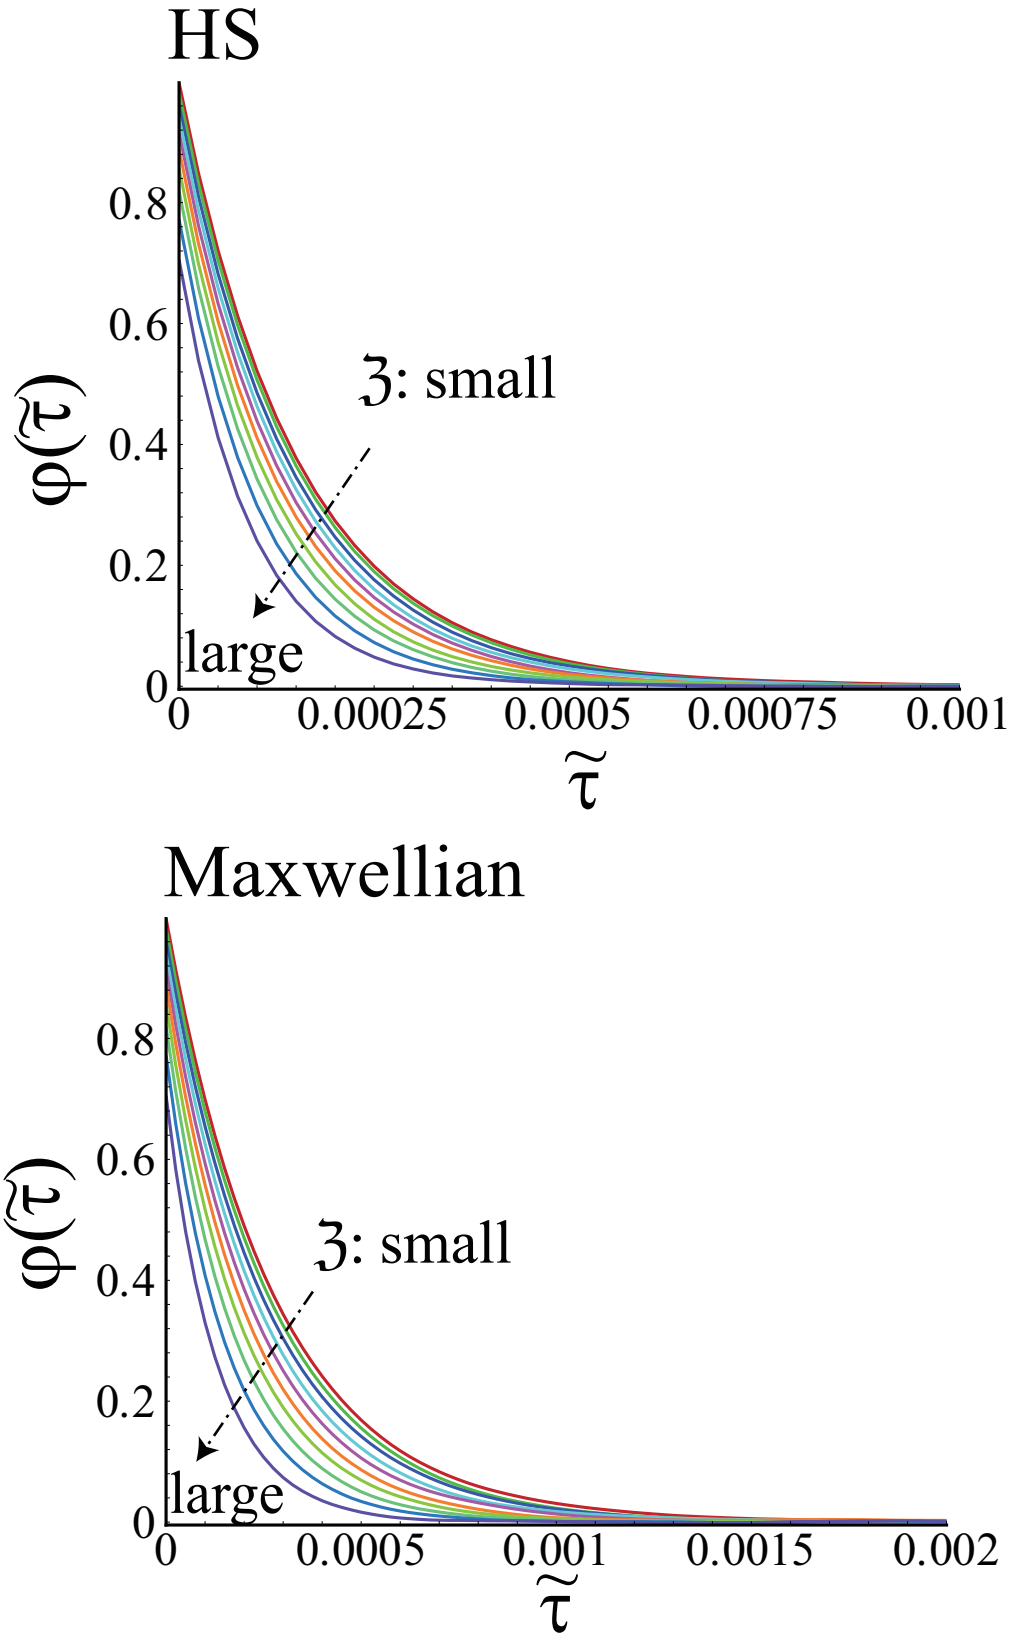 HS
0.8
0.6
ℨ: small
φ(τ̃)
0.4
0.2
large
0
0 0.00025 0.0005 0.00075 0.001
τ̃
Maxwellian
0.8
0.6
φ(τ̃)
ℨ: small
0.4
0.2
large
0
0 0.0005 0.001 0.0015 0.002
τ̃